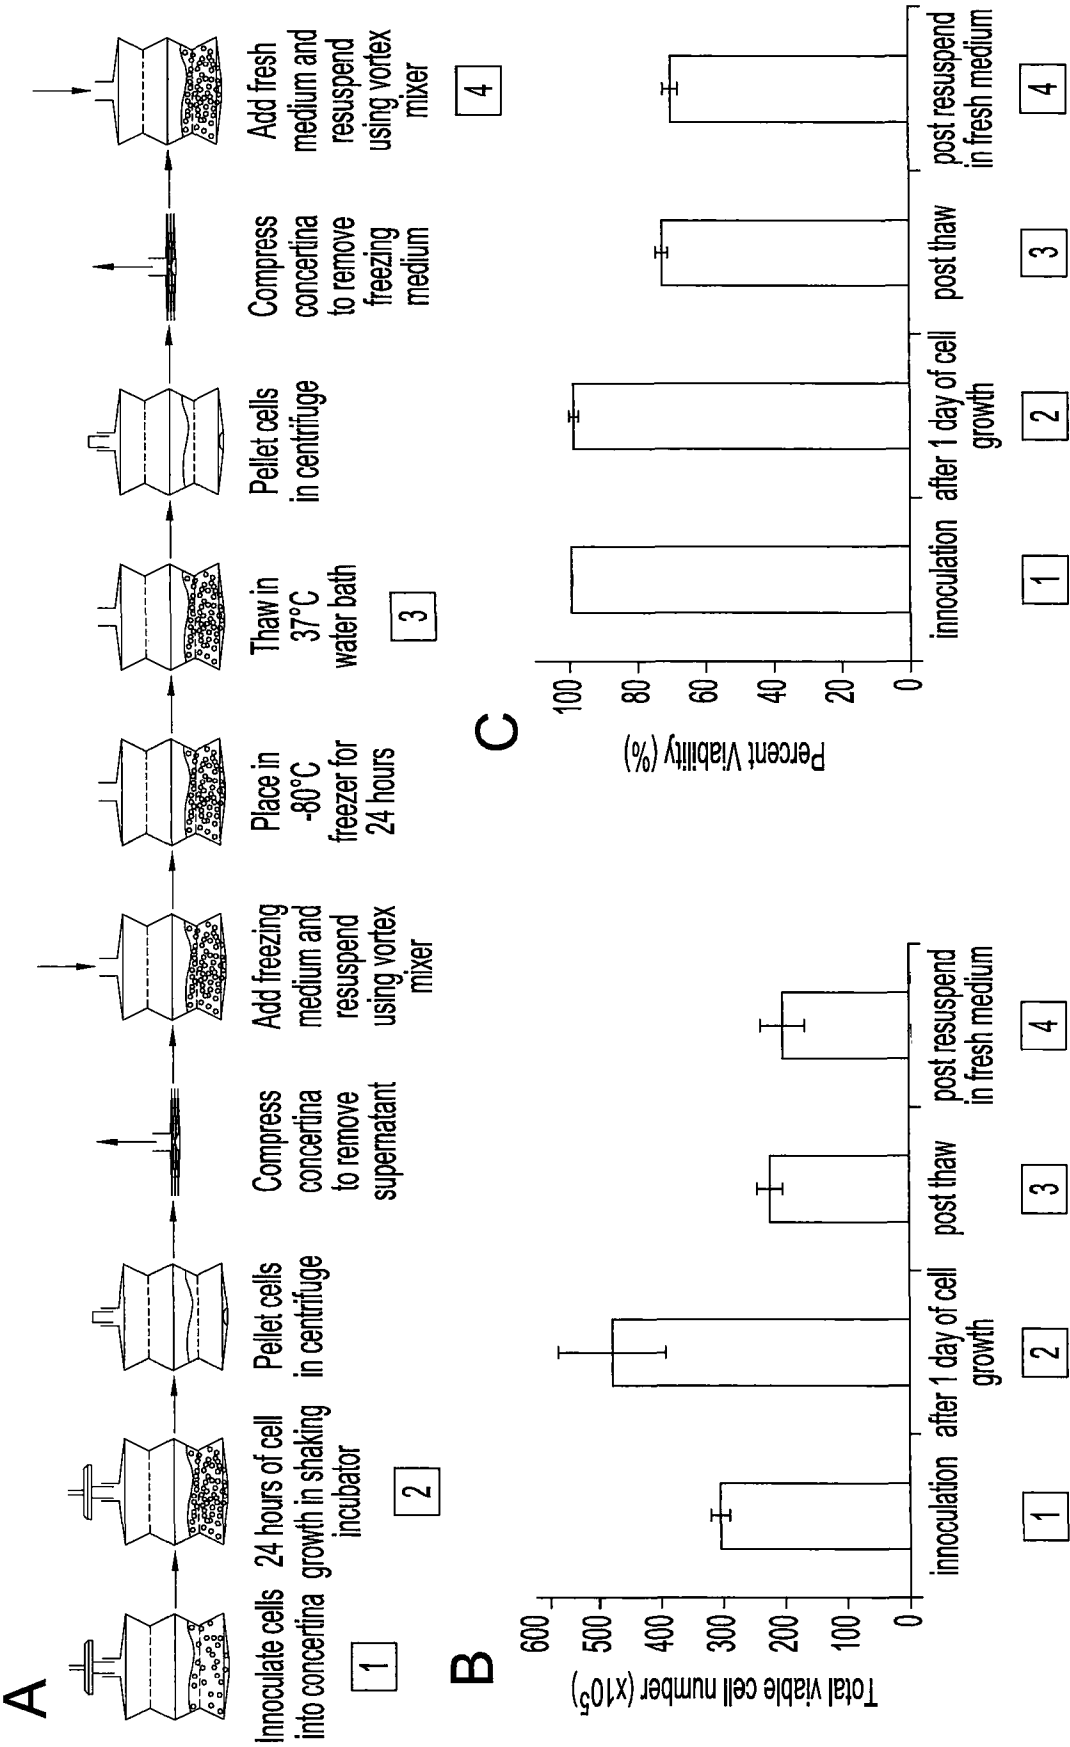 A
Innoculate cells
into concertina
1
24 hours of cell
growth in shaking
incubator
2
Pellet cells
in centrifuge
Compress
concertina
to remove
supernatant
Add freezing
medium and
resuspend
using vortex
mixer
Place in
-80°C
freezer for
24 hours
Thaw in
37°C
water bath
3
Pellet cells
in centrifuge
Compress
concertina
to remove
freezing
medium
Add fresh
medium and
resuspend
using vortex
mixer
4
B
Total viable cell number (x10⁵)
600
500
400
300
200
100
0
innoculation
after 1 day of cell
growth
post thaw
post resuspend
in fresh medium
1
2
3
4
C
Percent Viability (%)
100
80
60
40
20
0
innoculation
after 1 day of cell
growth
post thaw
post resuspend
in fresh medium
1
2
3
4